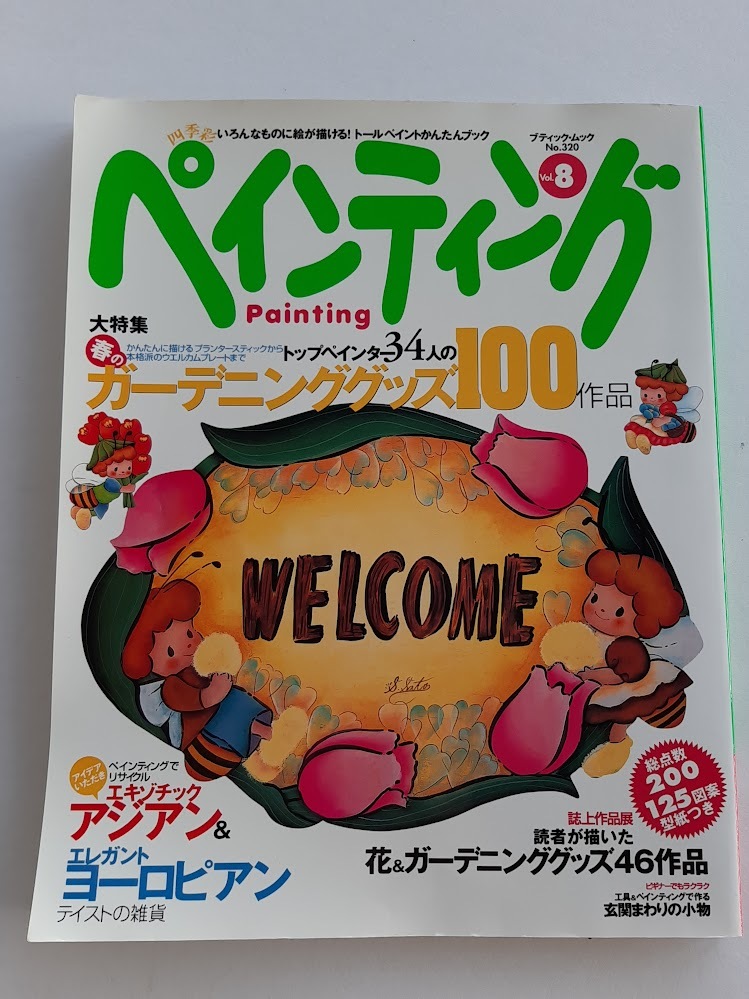 四季彩
いろんなものに絵が描ける!トールペイントかんたんブック
ブティック・ムック
No.320
ペインティング
Vol.8
Painting
大特集
春の
かんたんに描けるプランタースティックから
本格派のウエルカムプレートまで
トップペインター34人の
ガーデニンググッズ100作品
WELCOME
S.Sato
アイデア
いただき
ペインティングで
リサイクル
エキゾチック
アジアン&
エレガント
ヨーロピアン
テイストの雑貨
総点数
200
125図案
型紙つき
誌上作品展
読者が描いた
花&ガーデニンググッズ46作品
ビギナーでもラクラク
工具&ペインティングで作る
玄関まわりの小物